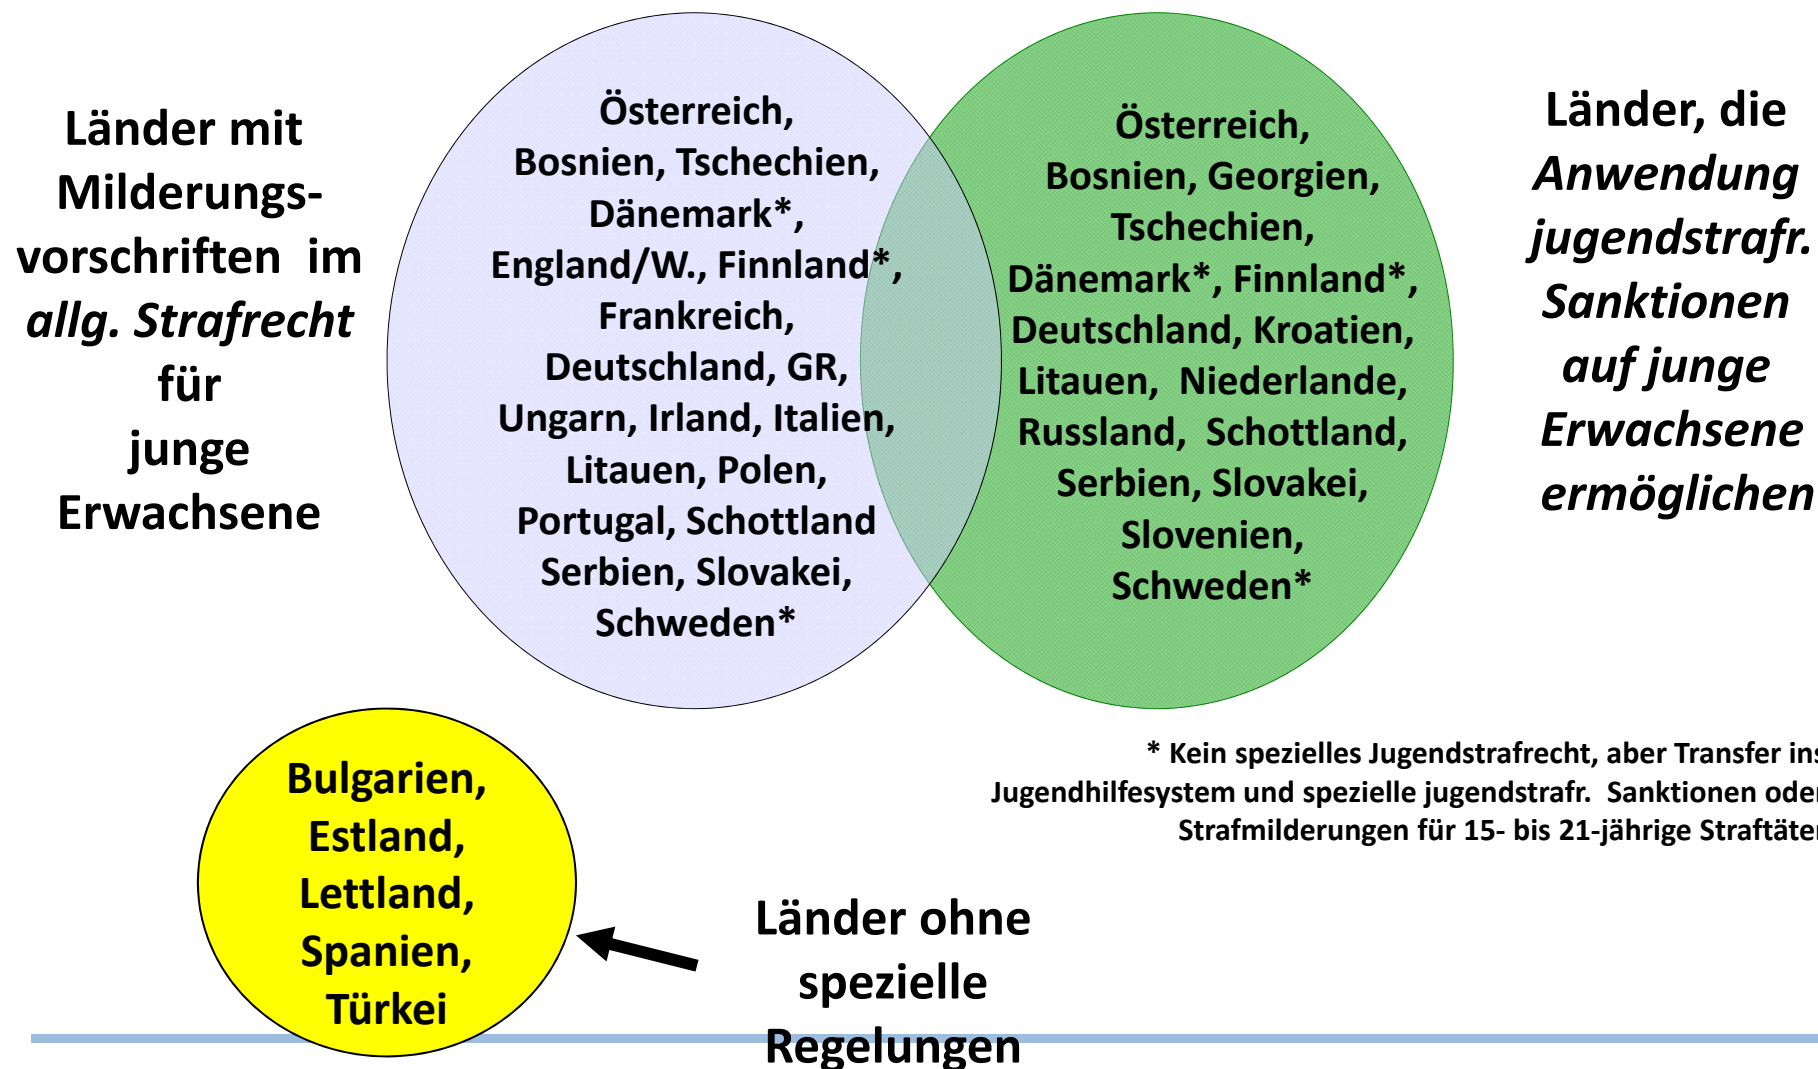 Länder mit
Milderungs-
vorschriften im
allg. Strafrecht
für
junge
Erwachsene
Österreich,
Bosnien, Tschechien,
Dänemark*,
England/W., Finnland*,
Frankreich,
Deutschland, GR,
Ungarn, Irland, Italien,
Litauen, Polen,
Portugal, Schottland
Serbien, Slovakei,
Schweden*
Österreich,
Bosnien, Georgien,
Tschechien,
Dänemark*, Finnland*,
Deutschland, Kroatien,
Litauen, Niederlande,
Russland, Schottland,
Serbien, Slovakei,
Slovenien,
Schweden*
Länder, die
Anwendung
jugendstrafr.
Sanktionen
auf junge
Erwachsene
ermöglichen
* Kein spezielles Jugendstrafrecht, aber Transfer ins
Jugendhilfesystem und spezielle jugendstrafr. Sanktionen oder
Strafmilderungen für 15- bis 21-jährige Straftäter
Bulgarien,
Estland,
Lettland,
Spanien,
Türkei
Länder ohne
spezielle
Regelungen